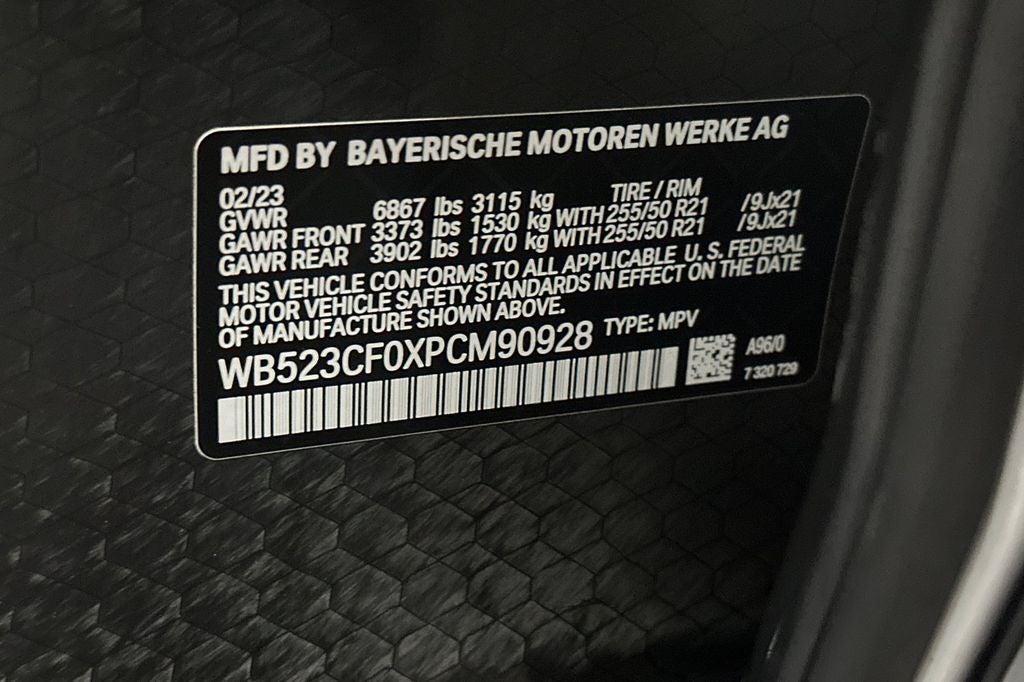 MFD BY BAYERISCHE MOTOREN WERKE AG
02/23 TIRE / RIM
GVWR 6867 lbs 3115 kg
GAWR FRONT 3373 lbs 1530 kg WITH 255/50 R21 /9Jx21
GAWR REAR 3902 lbs 1770 kg WITH 255/50 R21 /9Jx21
THIS VEHICLE CONFORMS TO ALL APPLICABLE U. S. FEDERAL
MOTOR VEHICLE SAFETY STANDARDS IN EFFECT ON THE DATE
OF MANUFACTURE SHOWN ABOVE.
WB523CF0XPCM90928 TYPE: MPV
A96/0
7 320 729